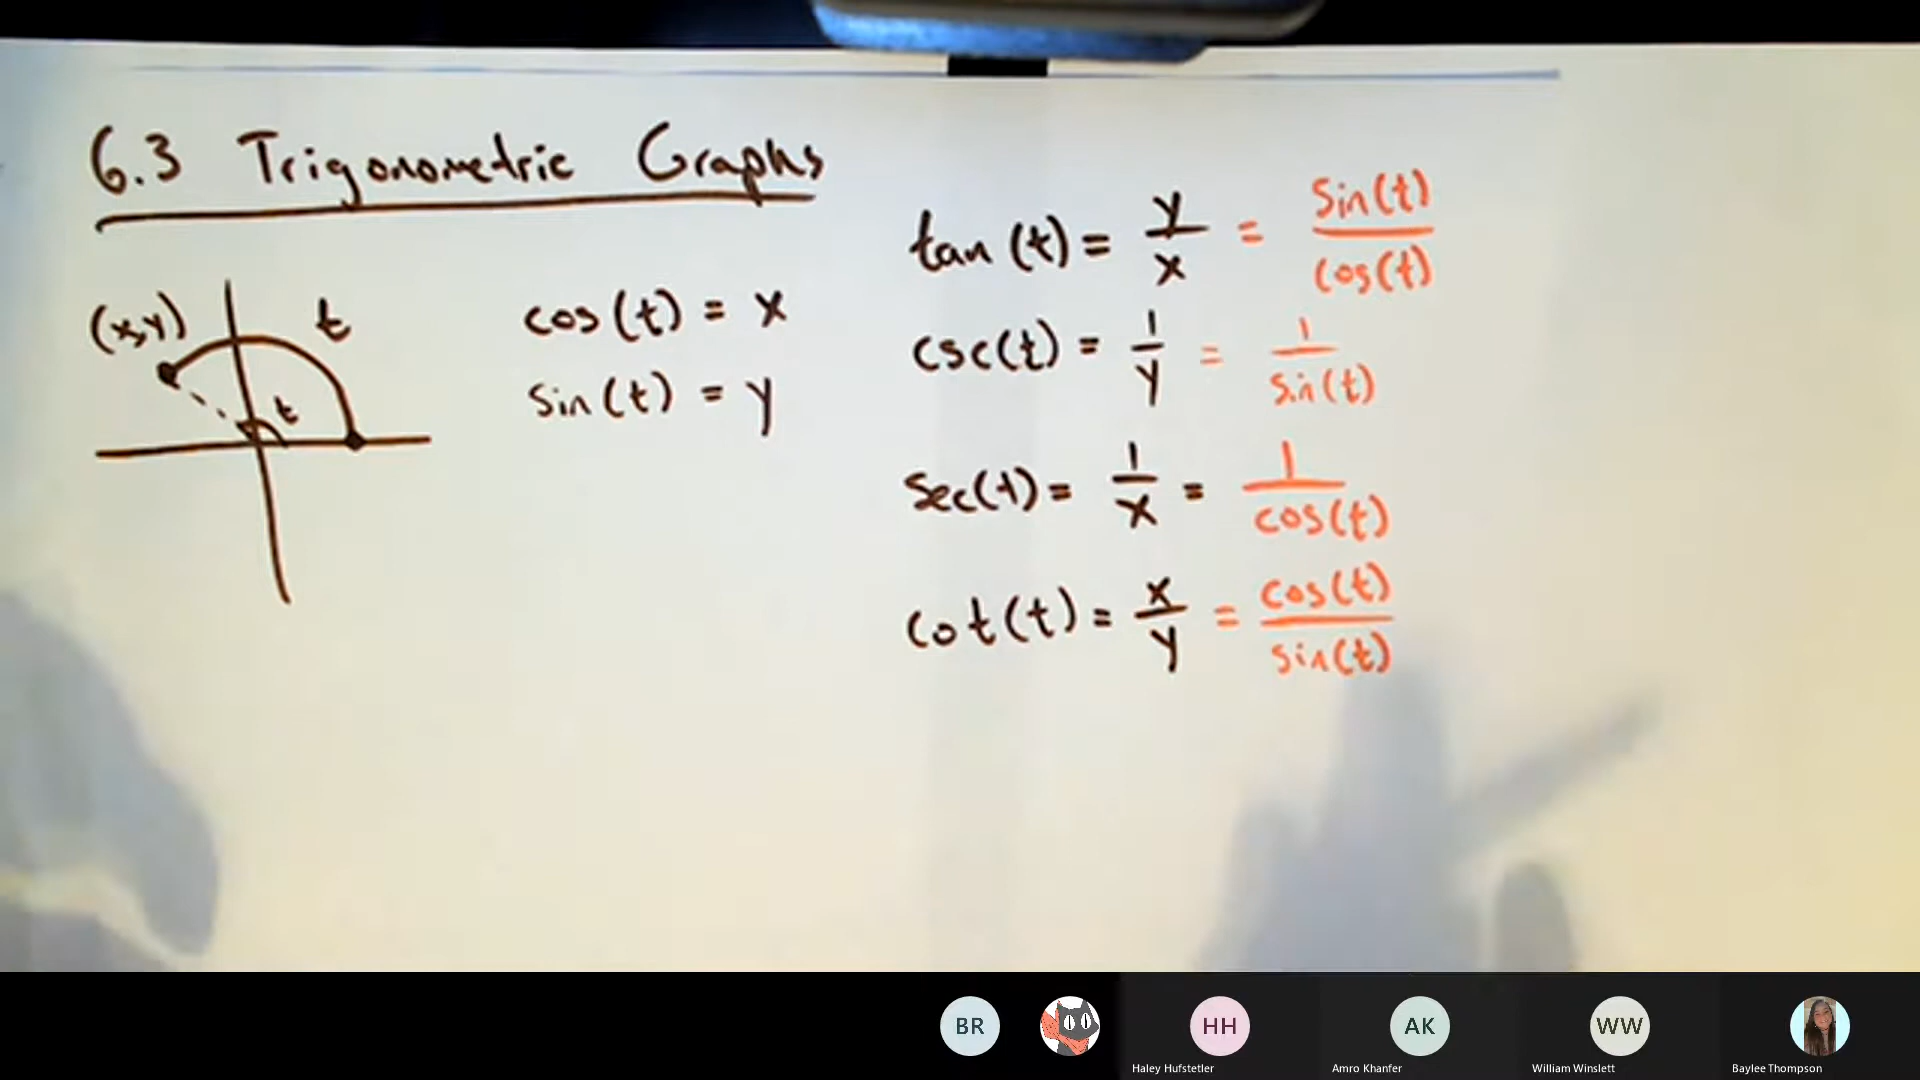 6.3 Trigonometric Graphs
(x,y)
t
t
cos(t) = x
sin(t) = y
tan(t) = y/x = sin(t)/cos(t)
csc(t) = 1/y = 1/sin(t)
sec(t) = 1/x = 1/cos(t)
cot(t) = x/y = cos(t)/sin(t)
BR
HH
AK
WW
Haley Hufstetler
Amro Khanfer
William Winslett
Baylee Thompson